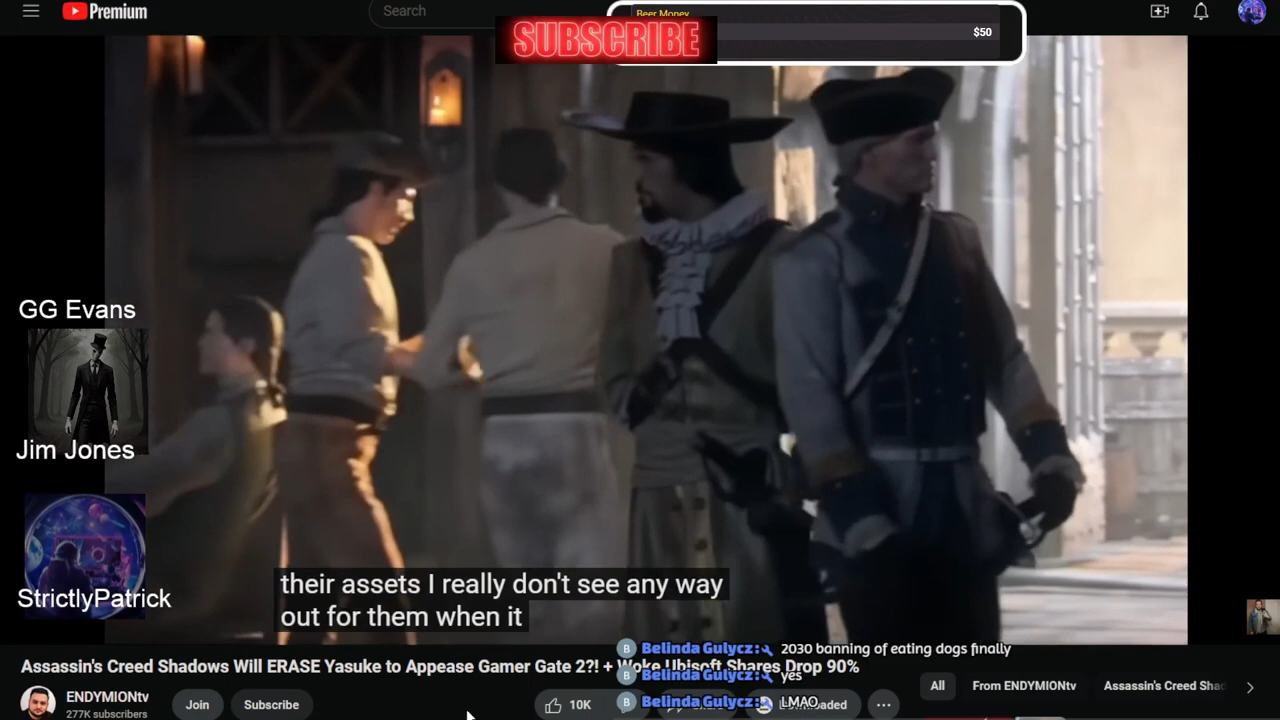 Premium
Search
Beer Money
SUBSCRIBE
$50
GG Evans
Jim Jones
StrictlyPatrick
their assets I really don't see any way
out for them when it
Belinda Gulycz: 2030 banning of eating dogs finally
Assassin's Creed Shadows Will ERASE Yasuke to Appease Gamer Gate 2?! + Woke Ubisoft Shares Drop 90%
Belinda Gulycz: yes
ENDYMIONtv
277K subscribers
Join
Subscribe
10K
Belinda Gulycz: LMAO
All
From ENDYMIONtv
Assassin's Creed Shad